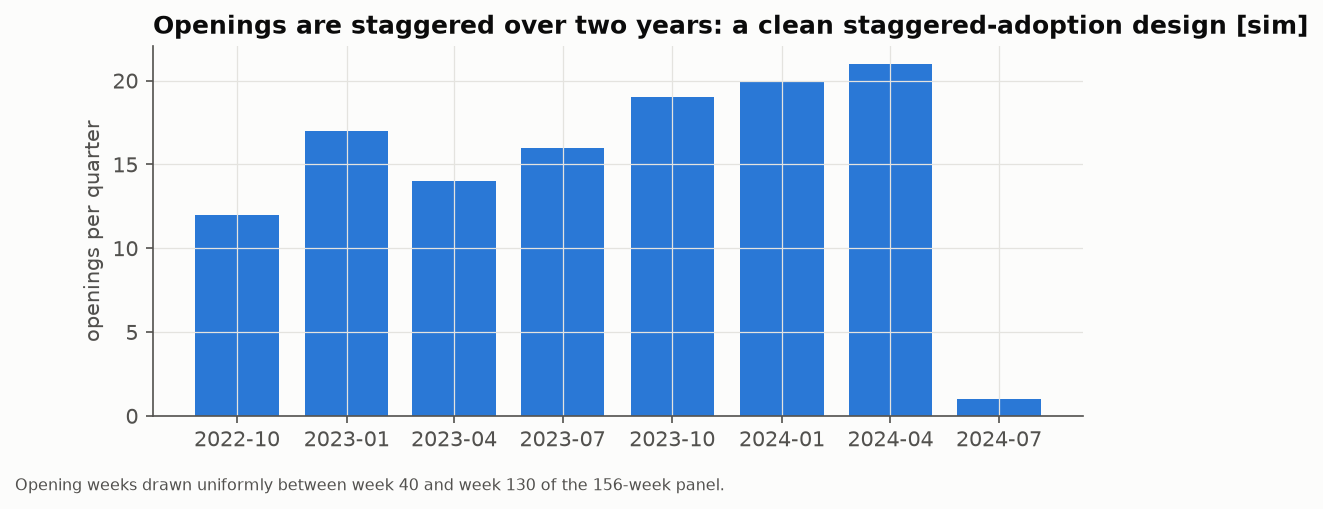 Openings are staggered over two years: a clean staggered-adoption design [sim]
openings per quarter
20
15
10
5
0
2022-10 2023-01 2023-04 2023-07 2023-10 2024-01 2024-04 2024-07
Opening weeks drawn uniformly between week 40 and week 130 of the 156-week panel.